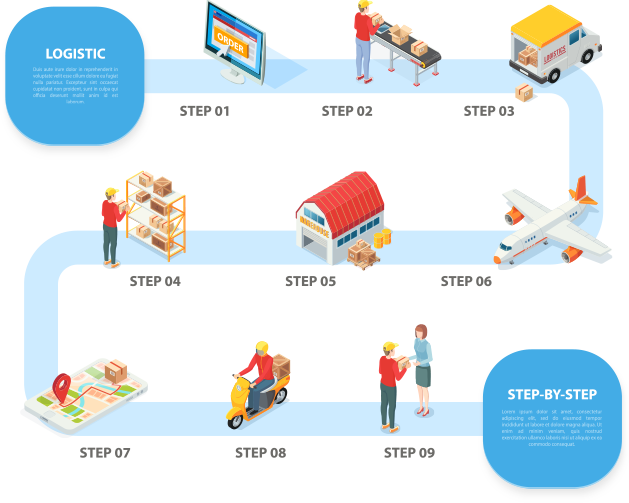 LOGISTIC
Duis aute irure dolor in reprehenderit in
voluptate velit esse cillum dolore eu fugiat
nulla pariatur. Excepteur sint occaecat
cupidatat non proident, sunt in culpa qui
officia deserunt mollit anim id est
laborum.
ORDER
STEP 01
STEP 02
LOGISTICS
STEP 03
STEP 04
WAREHOUSE
STEP 05
STEP 06
STEP 07
STEP 08
STEP 09
STEP-BY-STEP
Lorem ipsum dolor sit amet, consectetur
adipiscing elit, sed do eiusmod tempor
incididunt ut labore et dolore magna aliqua. Ut
enim ad minim veniam, quis nostrud
exercitation ullamco laboris nisi ut aliquip ex ea
commodo consequat.